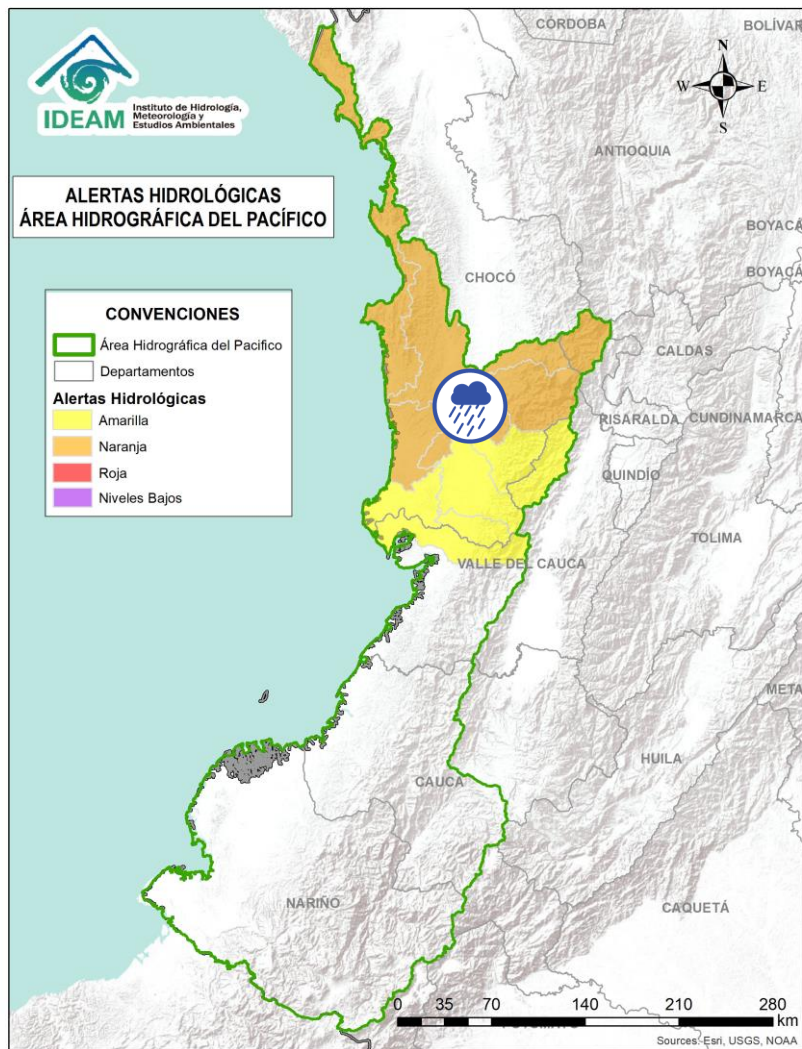 IDEAM
Instituto de Hidrología,
Meteorología y
Estudios Ambientales
ALERTAS HIDROLÓGICAS
ÁREA HIDROGRÁFICA DEL PACÍFICO
CONVENCIONES
Área Hidrográfica del Pacifico
Departamentos
Alertas Hidrológicas
Amarilla
Naranja
Roja
Niveles Bajos
N
W
E
S
CÓRDOBA
BOLÍVAR
ANTIOQUIA
BOYACÁ
BOYACÁ
CHOCÓ
CALDAS
RISARALDA
CUNDINAMARCA
QUINDÍO
TOLIMA
VALLE DEL CAUCA
META
HUILA
CAUCA
NARIÑO
CAQUETÁ
0 35 70 140 210 280
km
Sources: Esri, USGS, NOAA